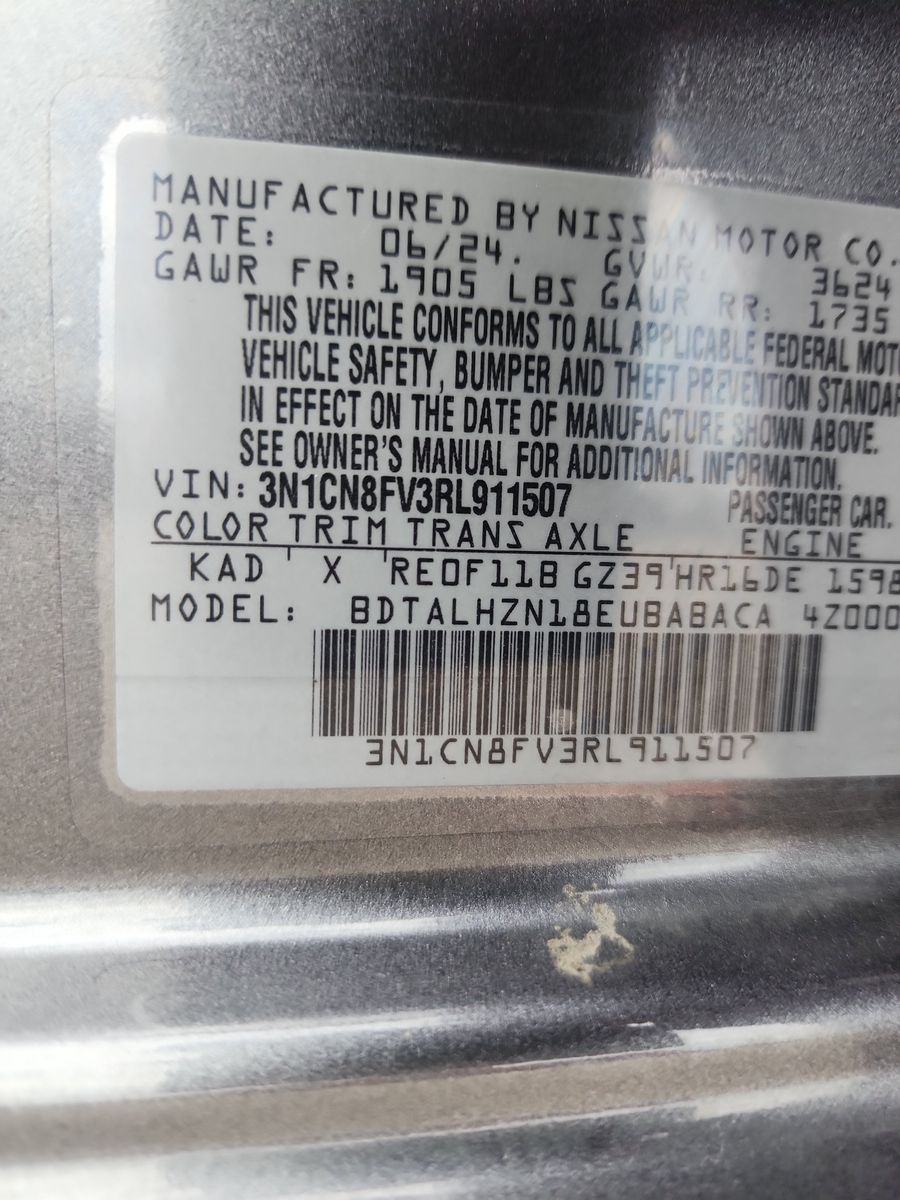 MANUFACTURED BY NISSAN MOTOR CO.
DATE: 06/24. GVWR: 3624
GAWR FR: 1905 LBS GAWR RR: 1735
THIS VEHICLE CONFORMS TO ALL APPLICABLE FEDERAL MOT
VEHICLE SAFETY, BUMPER AND THEFT PREVENTION STANDAR
IN EFFECT ON THE DATE OF MANUFACTURE SHOWN ABOVE.
SEE OWNER'S MANUAL FOR ADDITIONAL INFORMATION.
VIN: 3N1CN8FV3RL911507 PASSENGER CAR.
COLOR TRIM TRANS AXLE ENGINE
KAD X RE0F11B GZ39 HR16DE 1598
MODEL: BDTALHZN18EUBABACA 4Z000
3N1CN8FV3RL911507